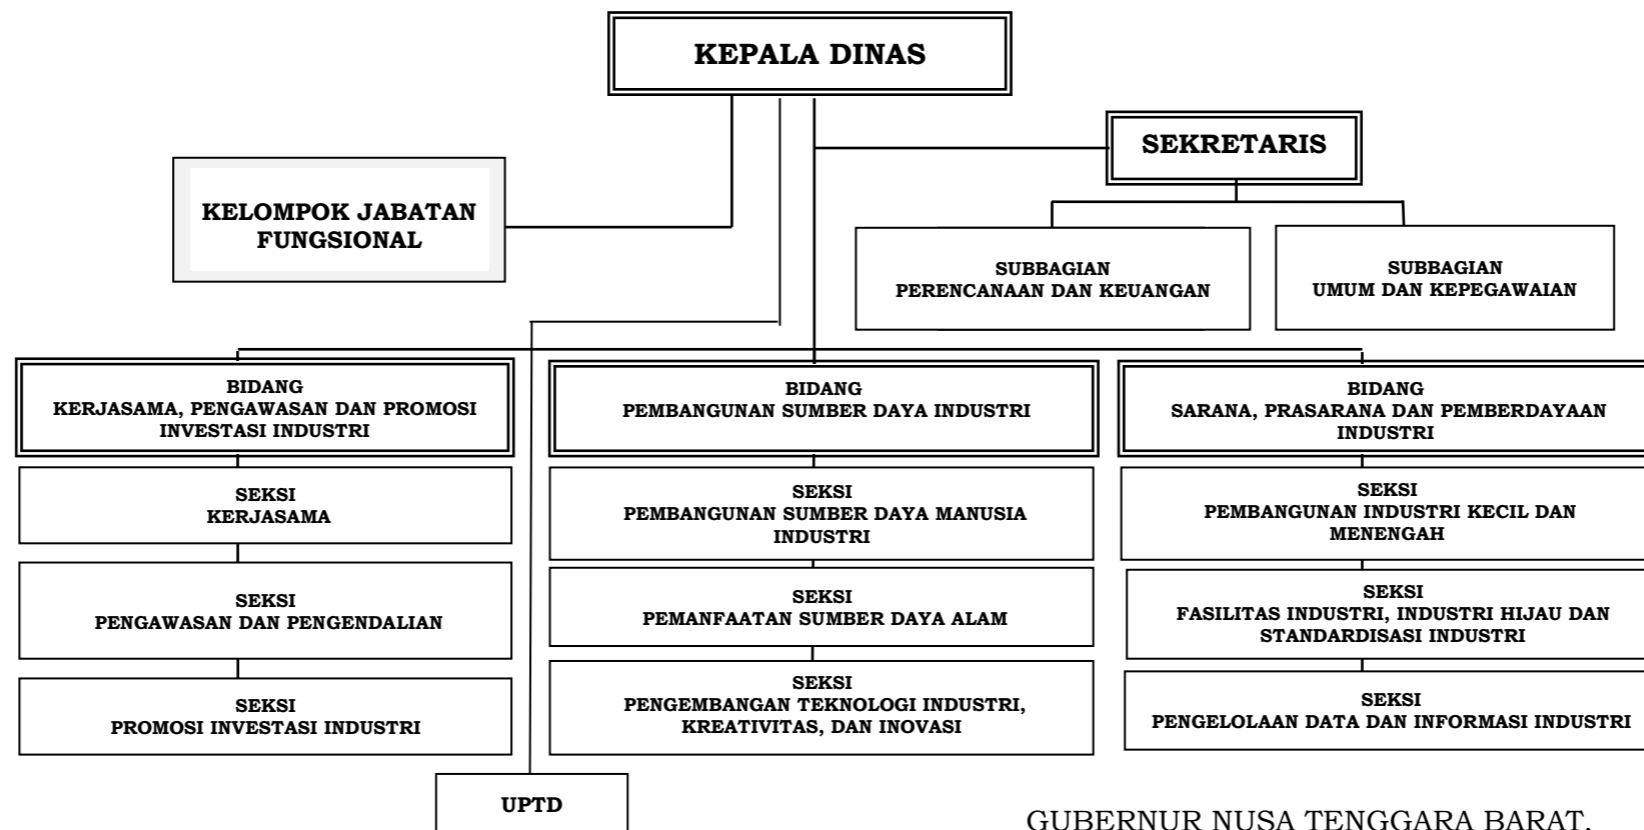 KEPALA DINAS
SEKRETARIS
KELOMPOK JABATAN
FUNGSIONAL
SUBBAGIAN
PERENCANAAN DAN KEUANGAN
SUBBAGIAN
UMUM DAN KEPEGAWAIAN
BIDANG
KERJASAMA, PENGAWASAN DAN PROMOSI
INVESTASI INDUSTRI
BIDANG
PEMBANGUNAN SUMBER DAYA INDUSTRI
BIDANG
SARANA, PRASARANA DAN PEMBERDAYAAN
INDUSTRI
SEKSI
KERJASAMA
SEKSI
PEMBANGUNAN SUMBER DAYA MANUSIA
INDUSTRI
SEKSI
PEMBANGUNAN INDUSTRI KECIL DAN
MENENGAH
SEKSI
PENGAWASAN DAN PENGENDALIAN
SEKSI
PEMANFAATAN SUMBER DAYA ALAM
SEKSI
FASILITAS INDUSTRI, INDUSTRI HIJAU DAN
STANDARDISASI INDUSTRI
SEKSI
PROMOSI INVESTASI INDUSTRI
SEKSI
PENGEMBANGAN TEKNOLOGI INDUSTRI,
KREATIVITAS, DAN INOVASI
SEKSI
PENGELOLAAN DATA DAN INFORMASI INDUSTRI
UPTD
GUBERNUR NUSA TENGGARA BARAT,